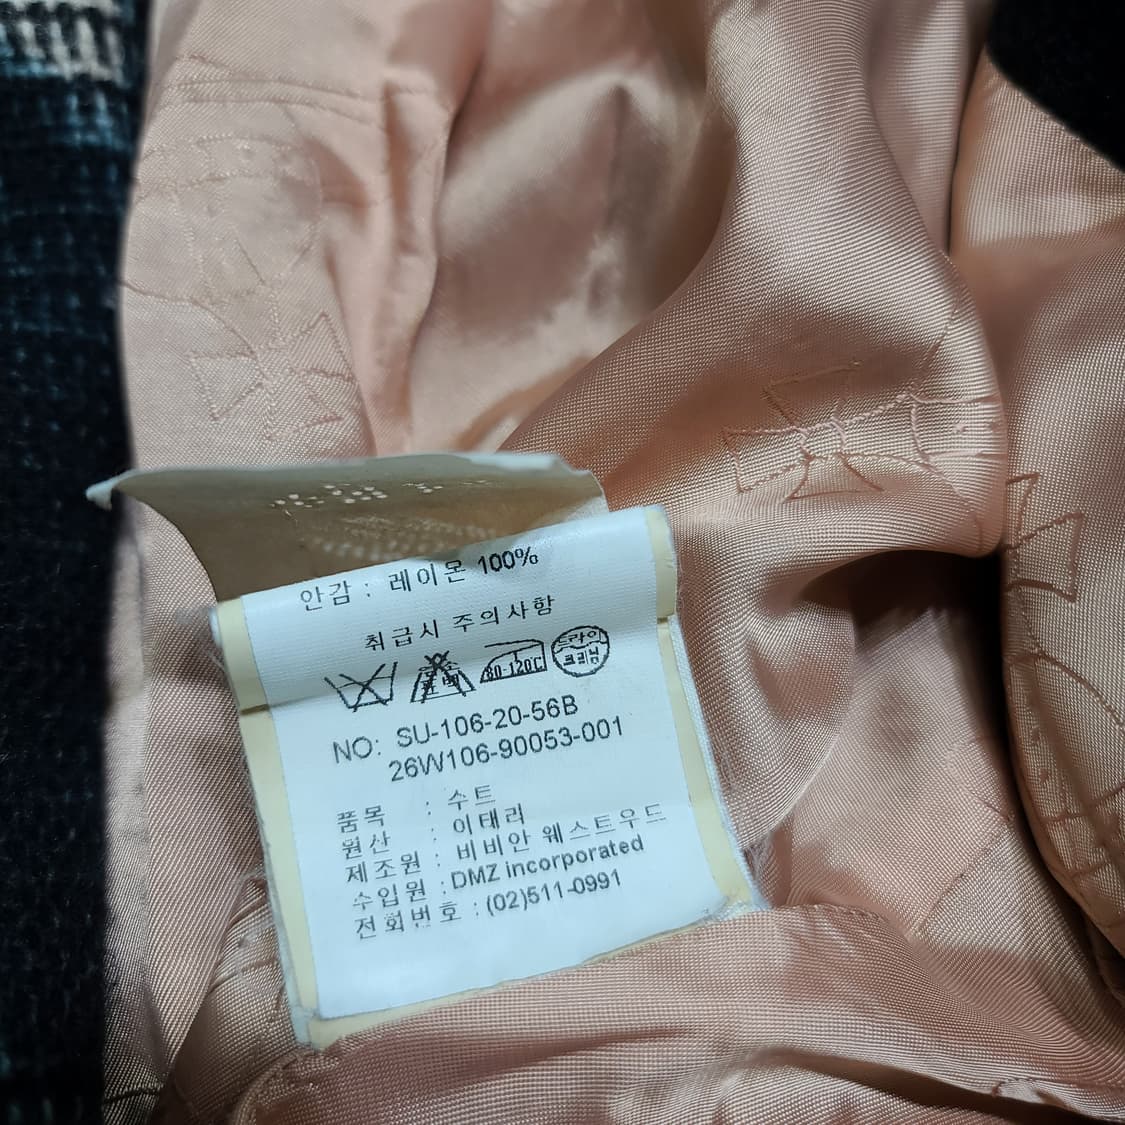 안감 : 레이온 100%
취급시 주의사항
80-120℃ 드라이
크리닝
NO: SU-106-20-56B
26W106-90053-001
품목 : 수트
원산 : 이태리
제조원 : 비비안 웨스트우드
수입원 : DMZ incorporated
전화번호 : (02)511-0991